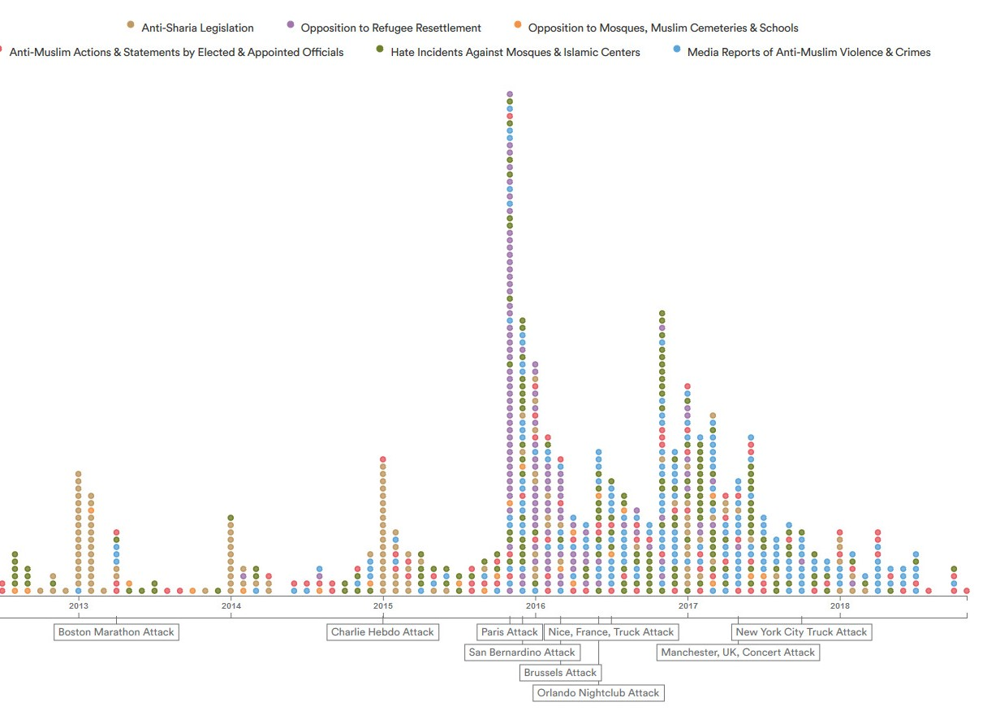 Anti-Sharia Legislation Opposition to Refugee Resettlement Opposition to Mosques, Muslim Cemeteries & Schools
Anti-Muslim Actions & Statements by Elected & Appointed Officials Hate Incidents Against Mosques & Islamic Centers Media Reports of Anti-Muslim Violence & Crimes
2013 2014 2015 2016 2017 2018
Boston Marathon Attack Charlie Hebdo Attack Paris Attack Nice, France, Truck Attack New York City Truck Attack
San Bernardino Attack Manchester, UK, Concert Attack
Brussels Attack
Orlando Nightclub Attack